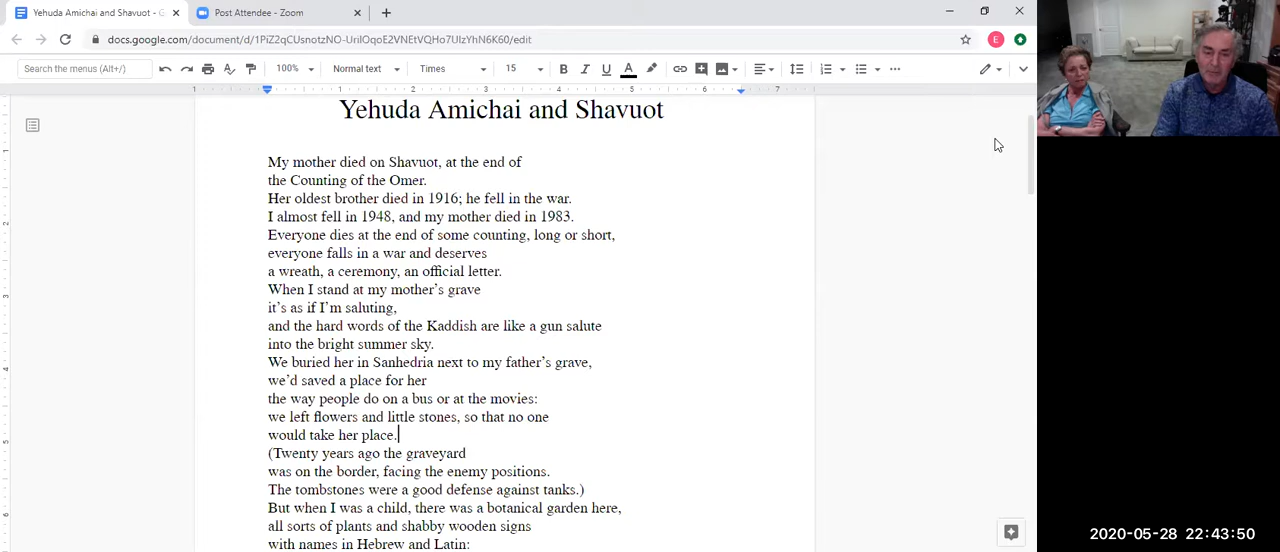 Yehuda Amichai and Shavuot - G
Post Attendee - Zoom
docs.google.com/document/d/1PiZ2qCUsnotzNO-UriIOqoE2VNEtVQHo7UIzYhN6K60/edit
E
Search the menus (Alt+/)
100%
Normal text
Times
15
B I U A
1 1 2 3 4 5 6 7
Yehuda Amichai and Shavuot
My mother died on Shavuot, at the end of
the Counting of the Omer.
Her oldest brother died in 1916; he fell in the war.
I almost fell in 1948, and my mother died in 1983.
Everyone dies at the end of some counting, long or short,
everyone falls in a war and deserves
a wreath, a ceremony, an official letter.
When I stand at my mother’s grave
it’s as if I’m saluting,
and the hard words of the Kaddish are like a gun salute
into the bright summer sky.
We buried her in Sanhedria next to my father’s grave,
we’d saved a place for her
the way people do on a bus or at the movies:
we left flowers and little stones, so that no one
would take her place.
(Twenty years ago the graveyard
was on the border, facing the enemy positions.
The tombstones were a good defense against tanks.)
But when I was a child, there was a botanical garden here,
all sorts of plants and shabby wooden signs
with names in Hebrew and Latin:
2020-05-28 22:43:50